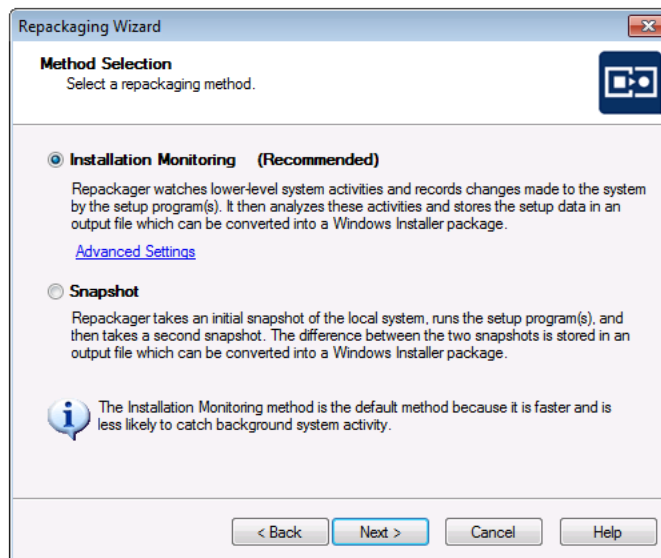 Repackaging Wizard
Method Selection
Select a repackaging method.
Installation Monitoring (Recommended)
Repackager watches lower-level system activities and records changes made to the system
by the setup program(s). It then analyzes these activities and stores the setup data in an
output file which can be converted into a Windows Installer package.
Advanced Settings
Snapshot
Repackager takes an initial snapshot of the local system, runs the setup program(s), and
then takes a second snapshot. The difference between the two snapshots is stored in an
output file which can be converted into a Windows Installer package.
The Installation Monitoring method is the default method because it is faster and is
less likely to catch background system activity.
< Back Next > Cancel Help